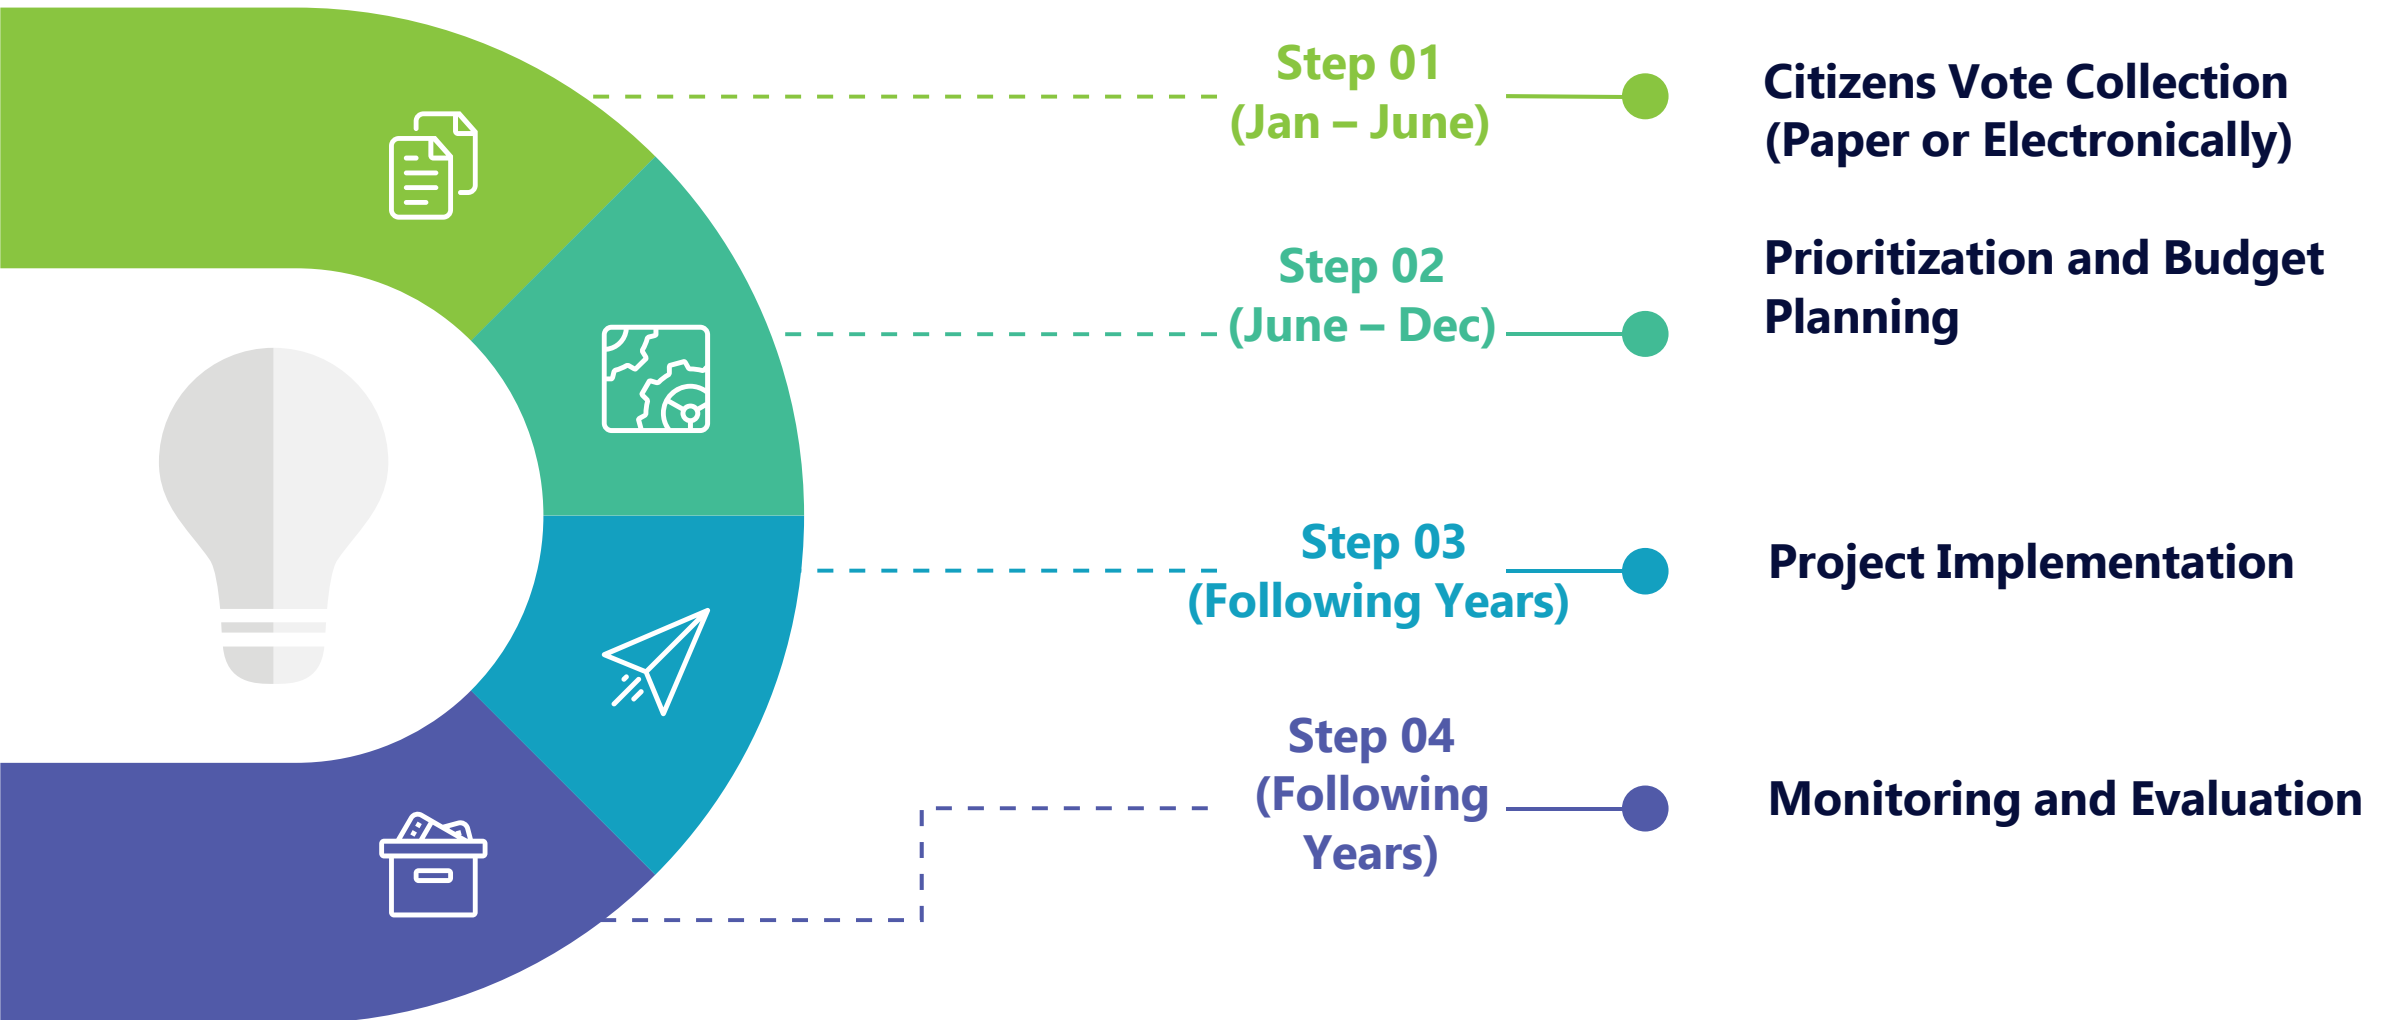 Step 01
(Jan – June)
Citizens Vote Collection
(Paper or Electronically)
Step 02
(June – Dec)
Prioritization and Budget
Planning
Step 03
(Following Years)
Project Implementation
Step 04
(Following
Years)
Monitoring and Evaluation